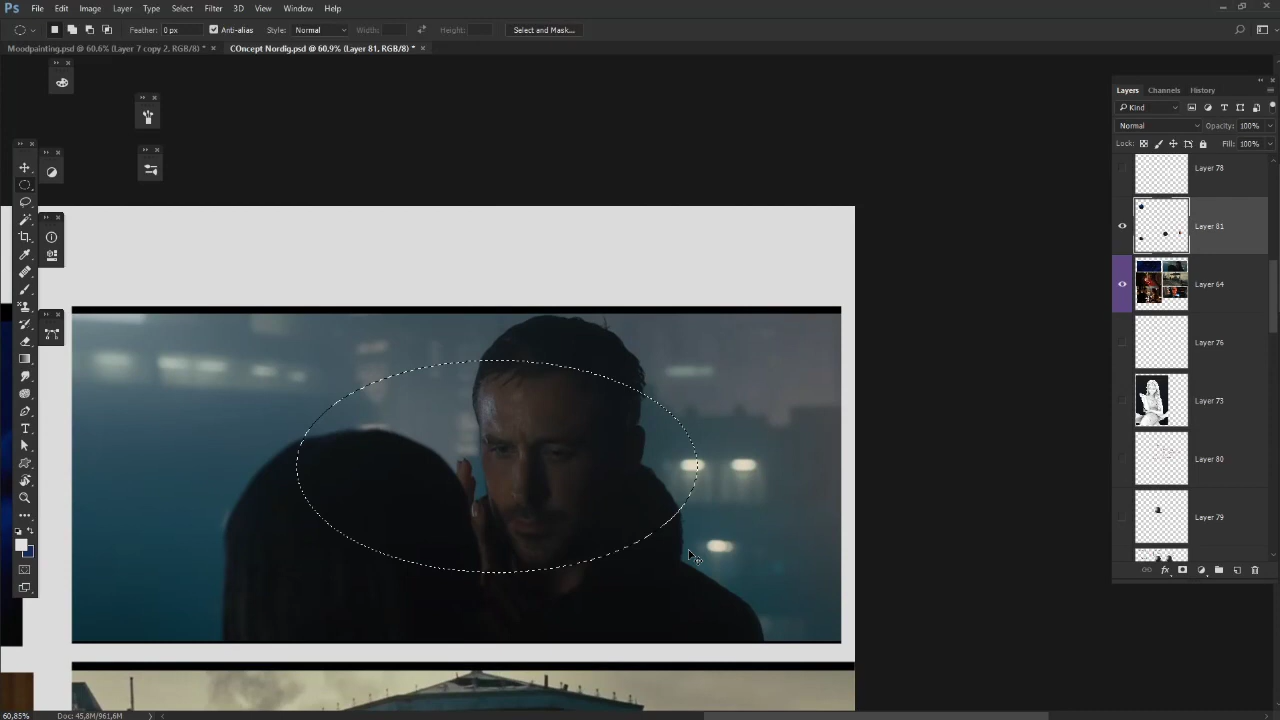 Ps File Edit Image Layer Type Select Filter 3D View Window Help
Feather: 0 px Anti-alias Style: Normal Width: Height: Select and Mask...
Moodpainting.psd @ 60,6% (Layer 7 copy 2, RGB/8) * × COncept Nordig.psd @ 60,9% (Layer 81, RGB/8) * ×
Layers Channels History
Kind
Normal Opacity: 100%
Lock: Fill: 100%
Layer 78
Layer 81
Layer 64
Layer 76
Layer 73
Layer 80
Layer 79
60,85% Doc: 45,8M/961,6M